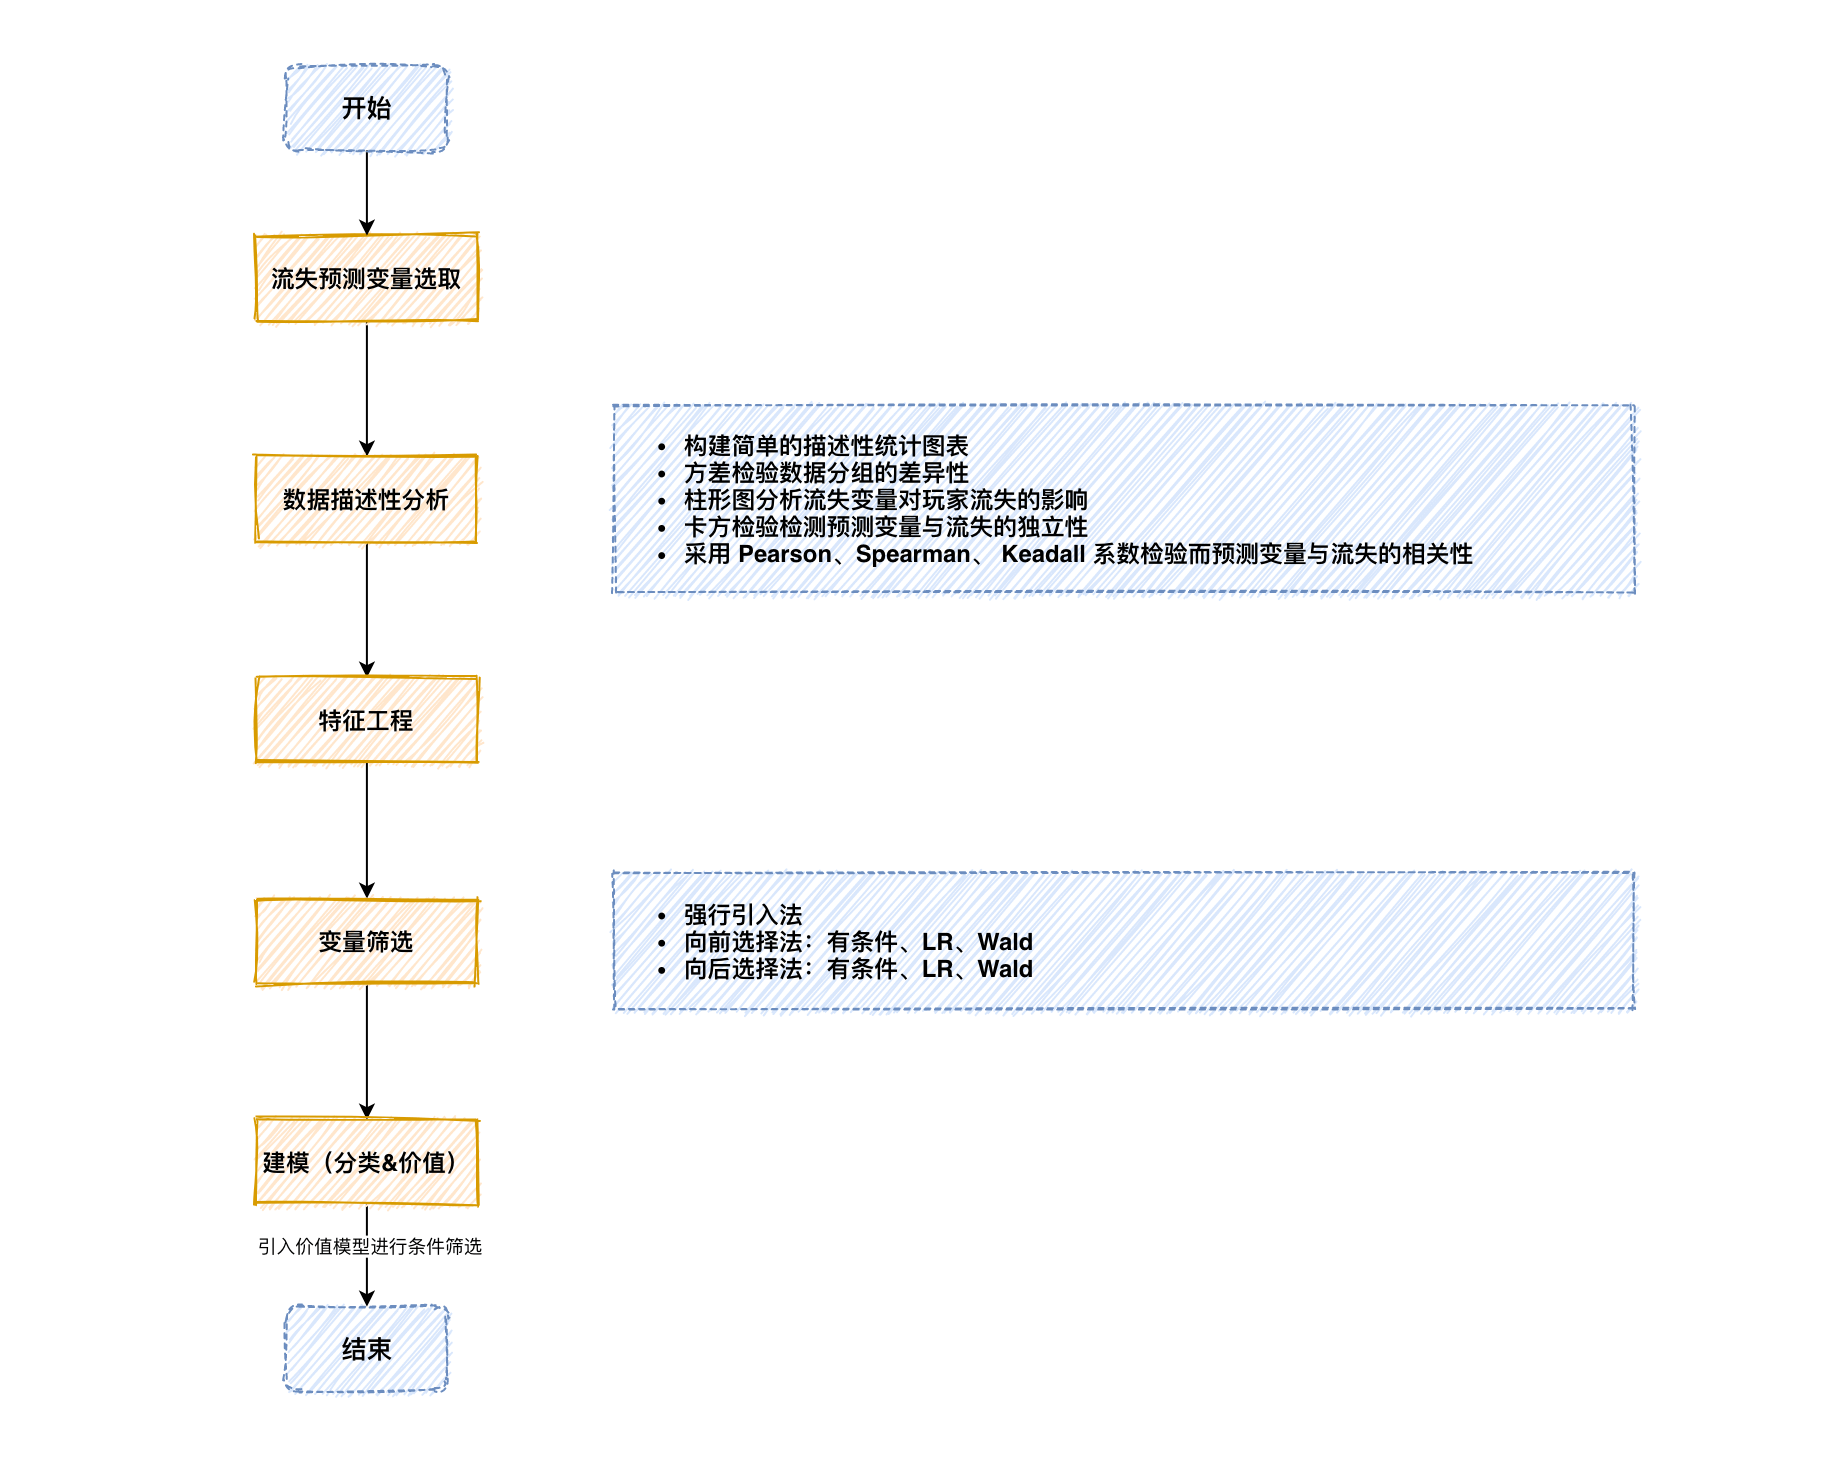 开始
流失预测变量选取
数据描述性分析
• 构建简单的描述性统计图表
• 方差检验数据分组的差异性
• 柱形图分析流失变量对玩家流失的影响
• 卡方检验检测预测变量与流失的独立性
• 采用 Pearson、Spearman、 Keadall 系数检验而预测变量与流失的相关性
特征工程
变量筛选
• 强行引入法
• 向前选择法：有条件、LR、Wald
• 向后选择法：有条件、LR、Wald
建模（分类&价值）
引入价值模型进行条件筛选
结束